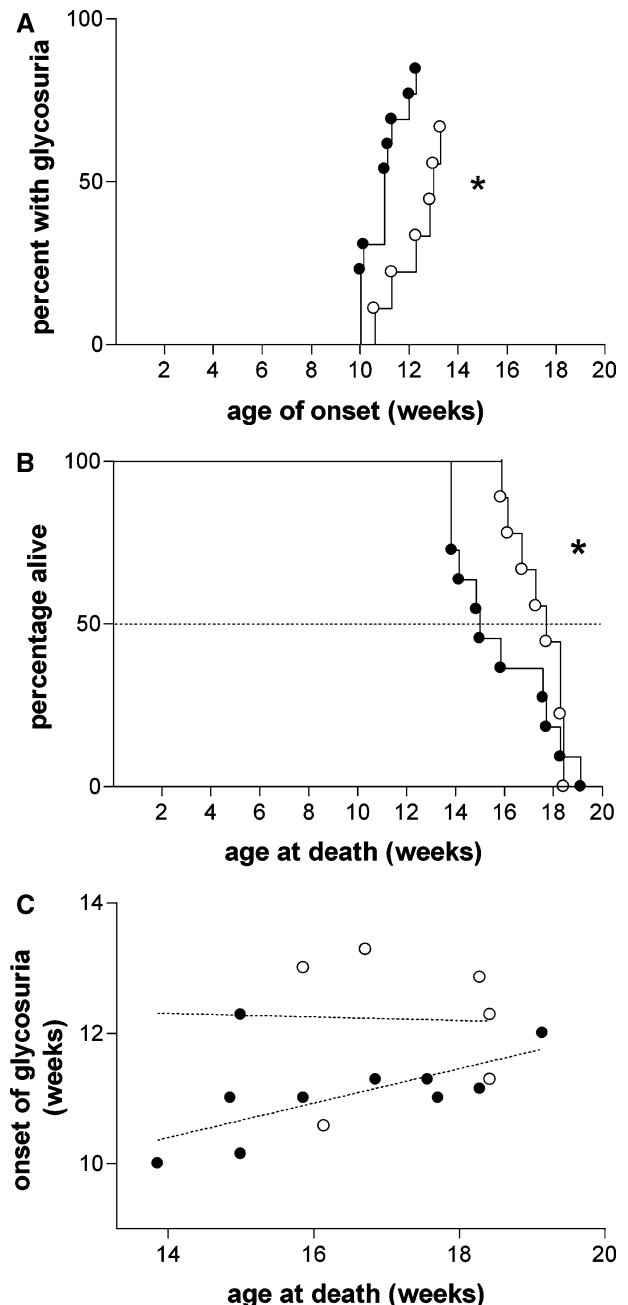 A
100
50
0
percent with glycosuria
*
2 4 6 8 10 12 14 16 18 20
age of onset (weeks)
B
100
50
0
percentage alive
*
2 4 6 8 10 12 14 16 18 20
age at death (weeks)
C
14
12
10
onset of glycosuria
(weeks)
14 16 18 20
age at death (weeks)